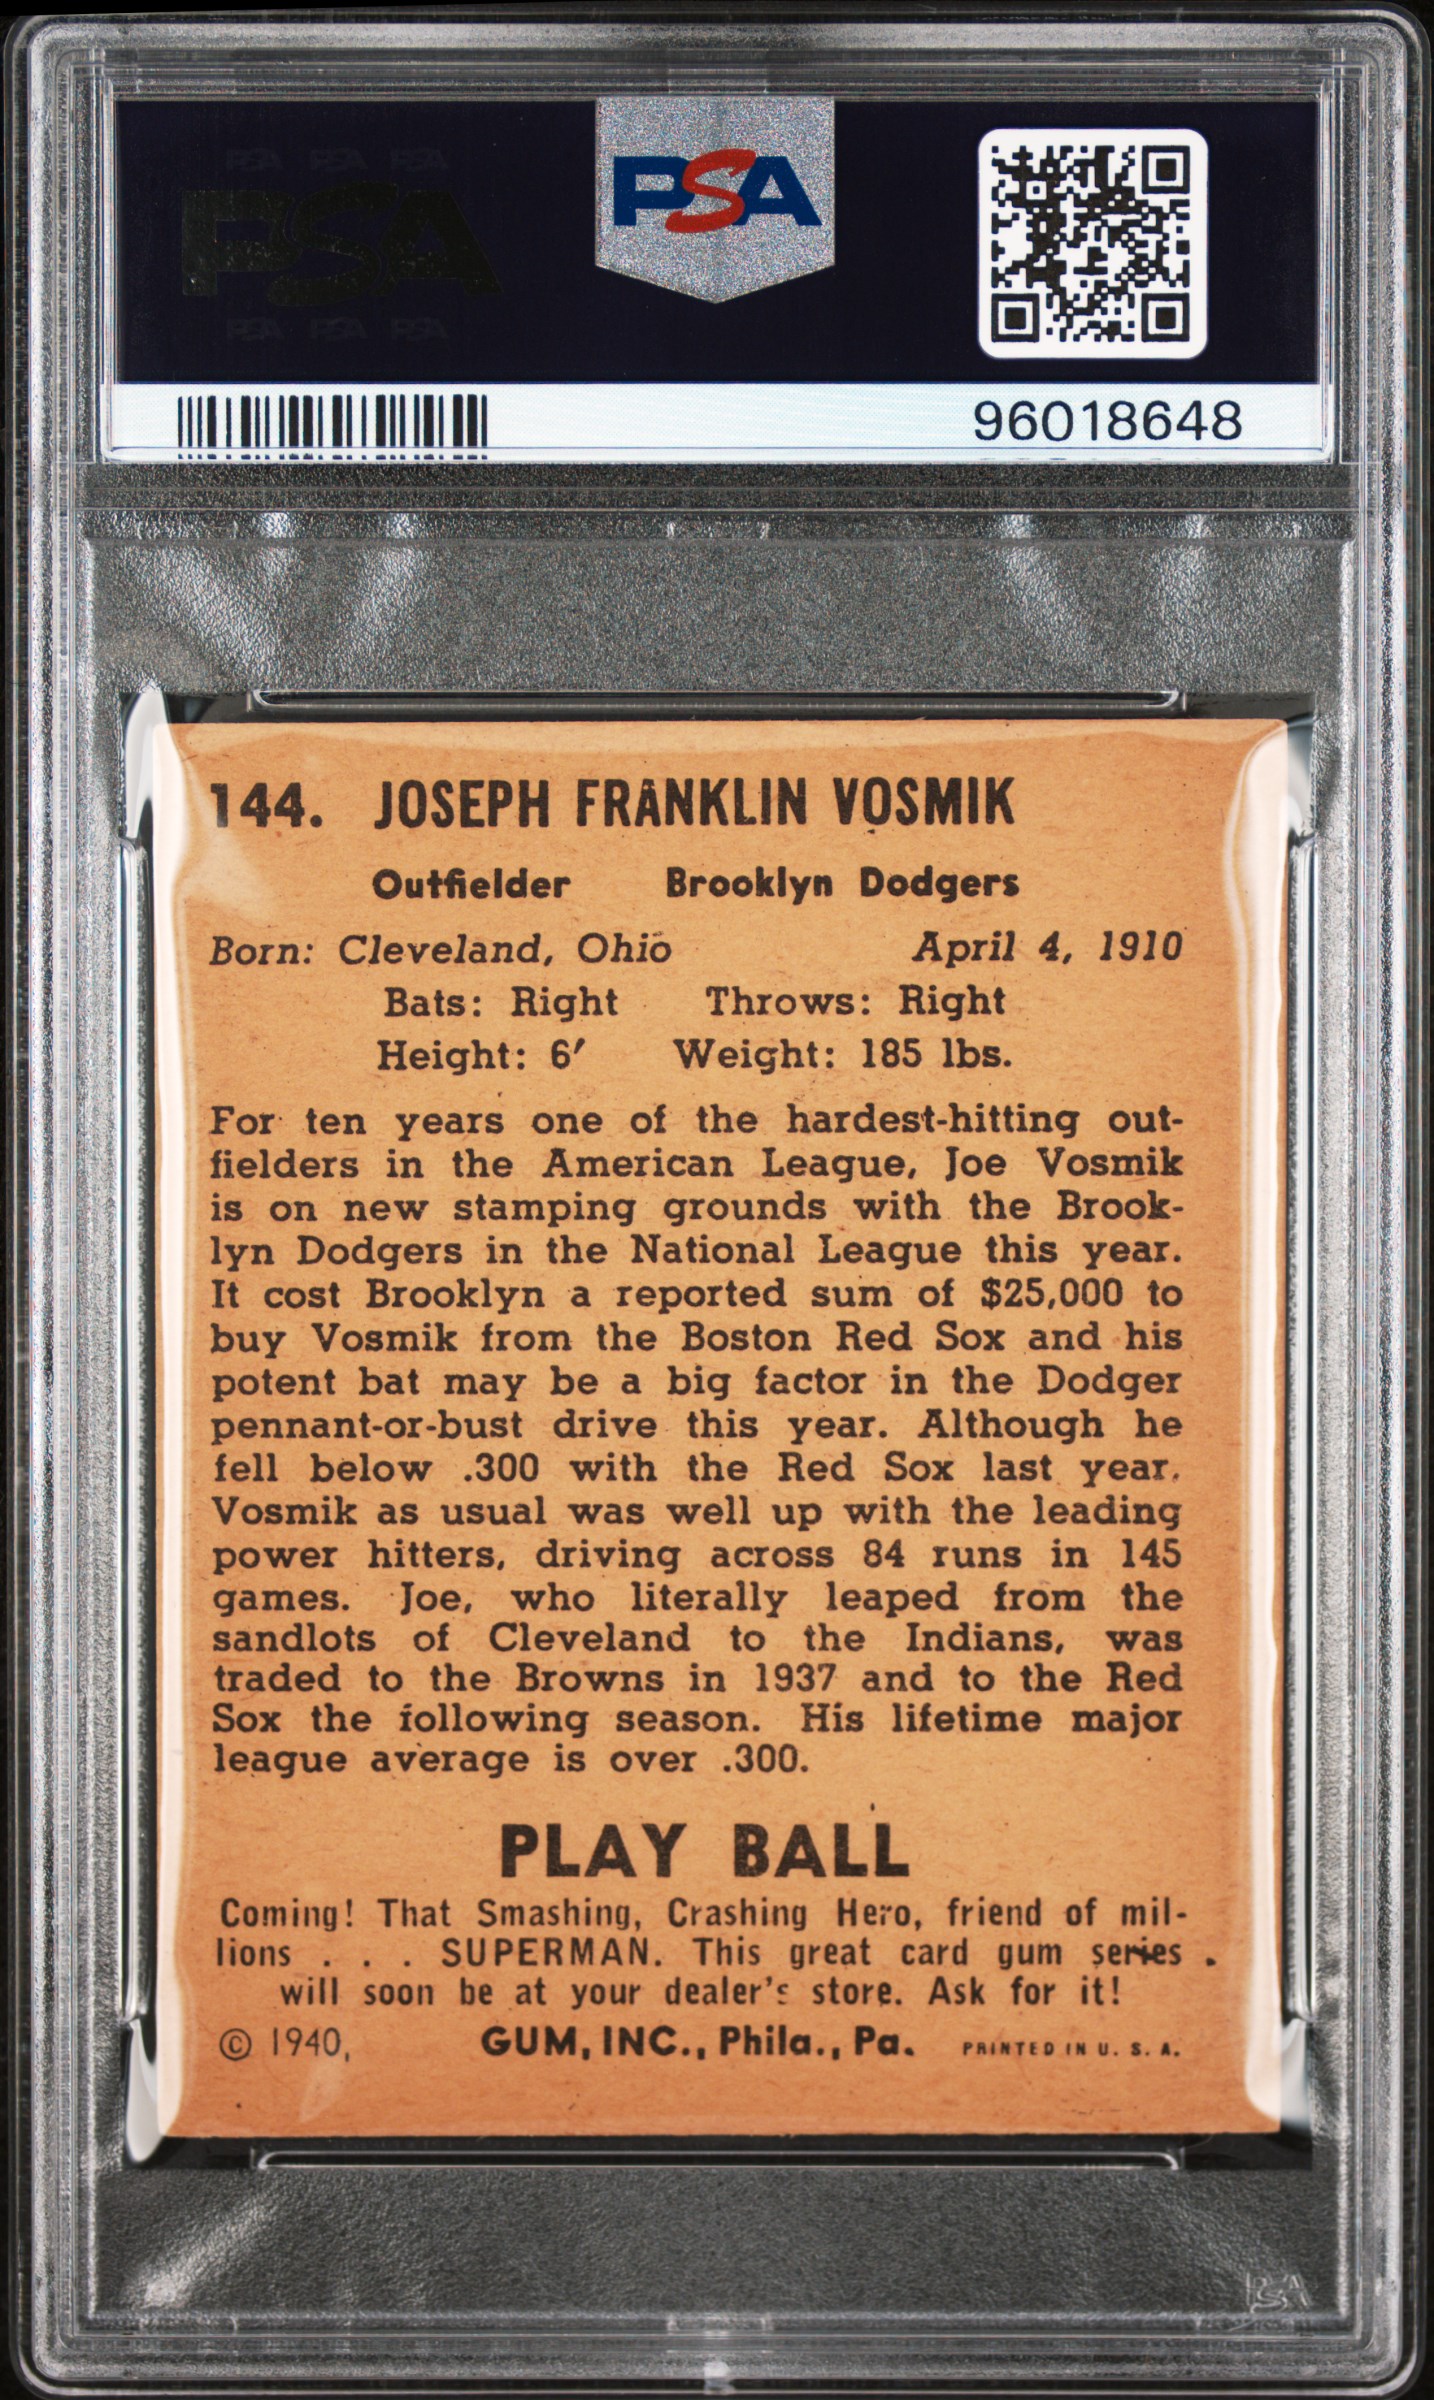 PSA PSA PSA
PSA
PSA PSA PSA
PSA
96018648
144. JOSEPH FRANKLIN VOSMIK
Outfielder Brooklyn Dodgers
Born: Cleveland, Ohio April 4, 1910
Bats: Right Throws: Right
Height: 6′ Weight: 185 lbs.
For ten years one of the hardest-hitting out-
fielders in the American League, Joe Vosmik
is on new stamping grounds with the Brook-
lyn Dodgers in the National League this year.
It cost Brooklyn a reported sum of $25,000 to
buy Vosmik from the Boston Red Sox and his
potent bat may be a big factor in the Dodger
pennant-or-bust drive this year. Although he
fell below .300 with the Red Sox last year.
Vosmik as usual was well up with the leading
power hitters, driving across 84 runs in 145
games. Joe, who literally leaped from the
sandlots of Cleveland to the Indians, was
traded to the Browns in 1937 and to the Red
Sox the following season. His lifetime major
league average is over .300.
PLAY BALL
Coming! That Smashing, Crashing Hero, friend of mil-
lions . . . SUPERMAN. This great card gum series .
will soon be at your dealer's store. Ask for it!
© 1940, GUM, INC., Phila., Pa. PRINTED IN U. S. A.
PSA